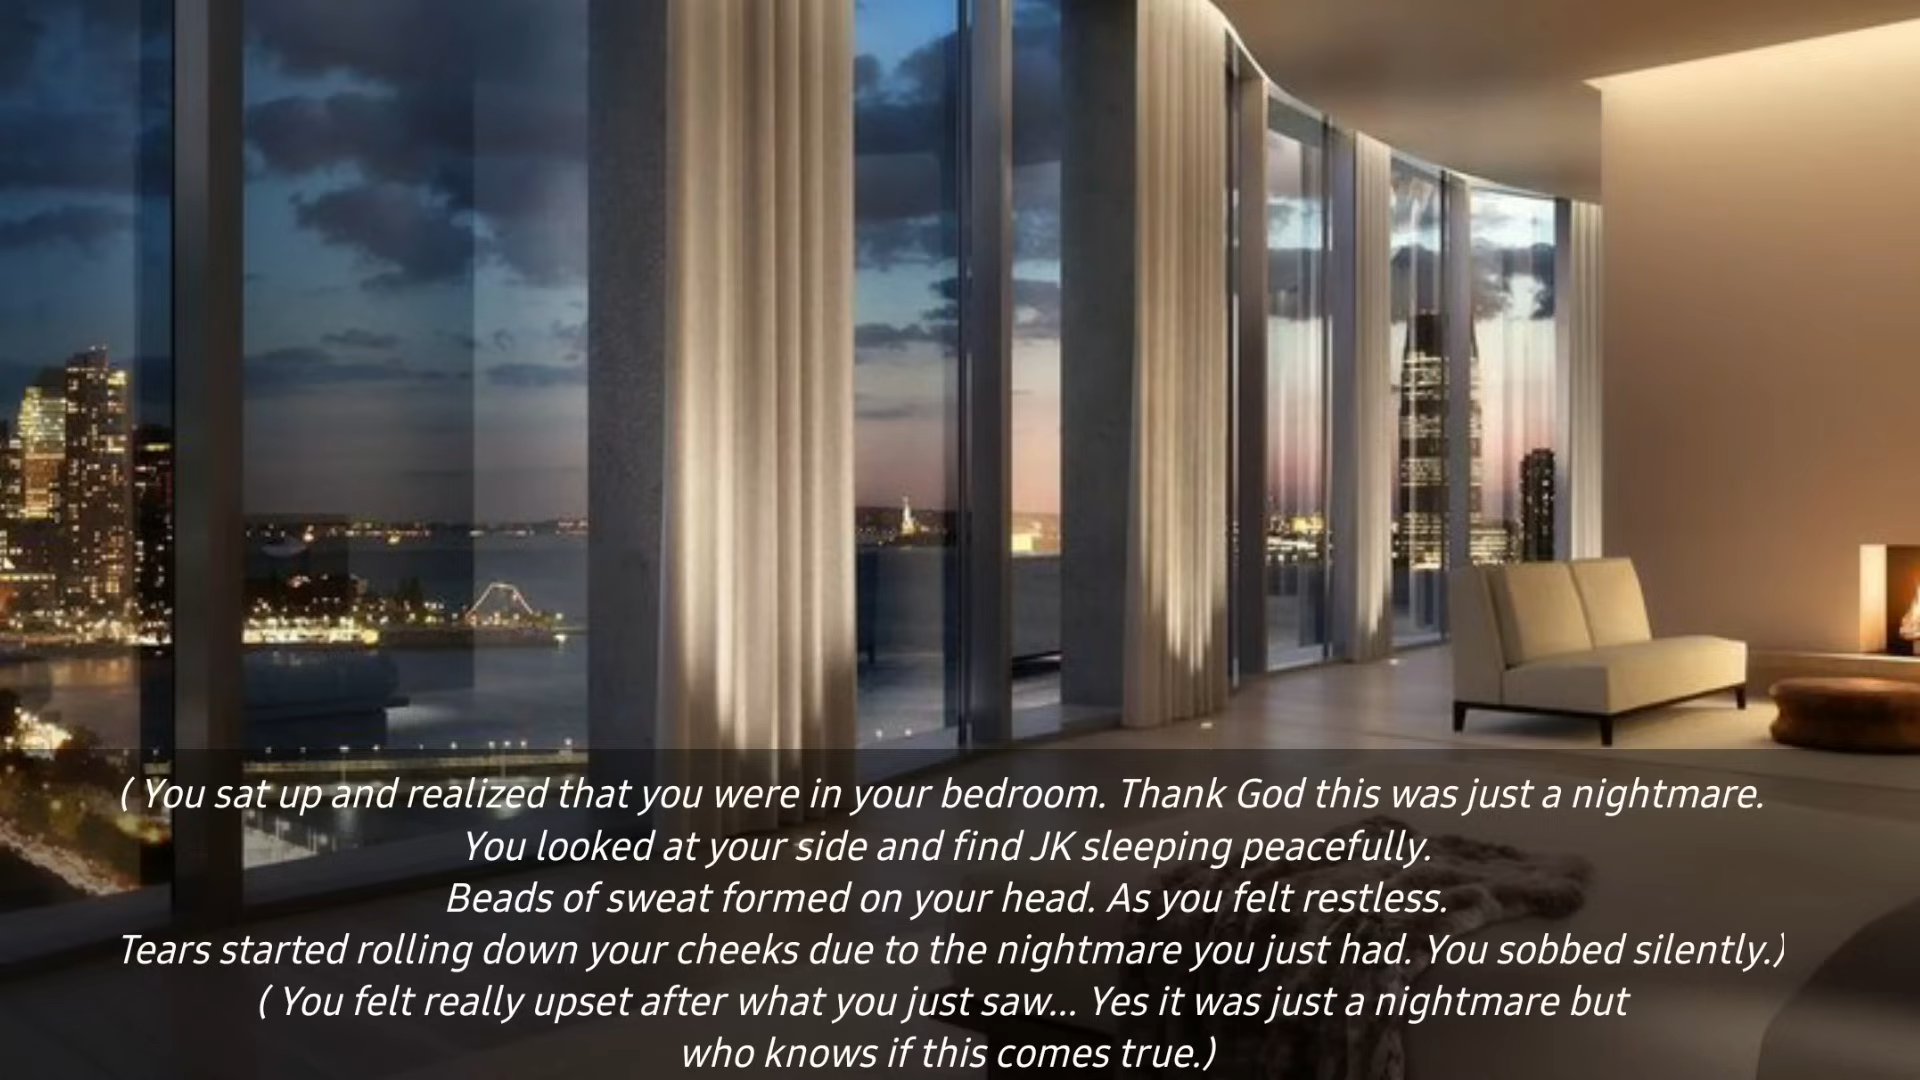 ( You sat up and realized that you were in your bedroom. Thank God this was just a nightmare.
You looked at your side and find JK sleeping peacefully.
Beads of sweat formed on your head. As you felt restless.
Tears started rolling down your cheeks due to the nightmare you just had. You sobbed silently.)
( You felt really upset after what you just saw... Yes it was just a nightmare but
who knows if this comes true.)